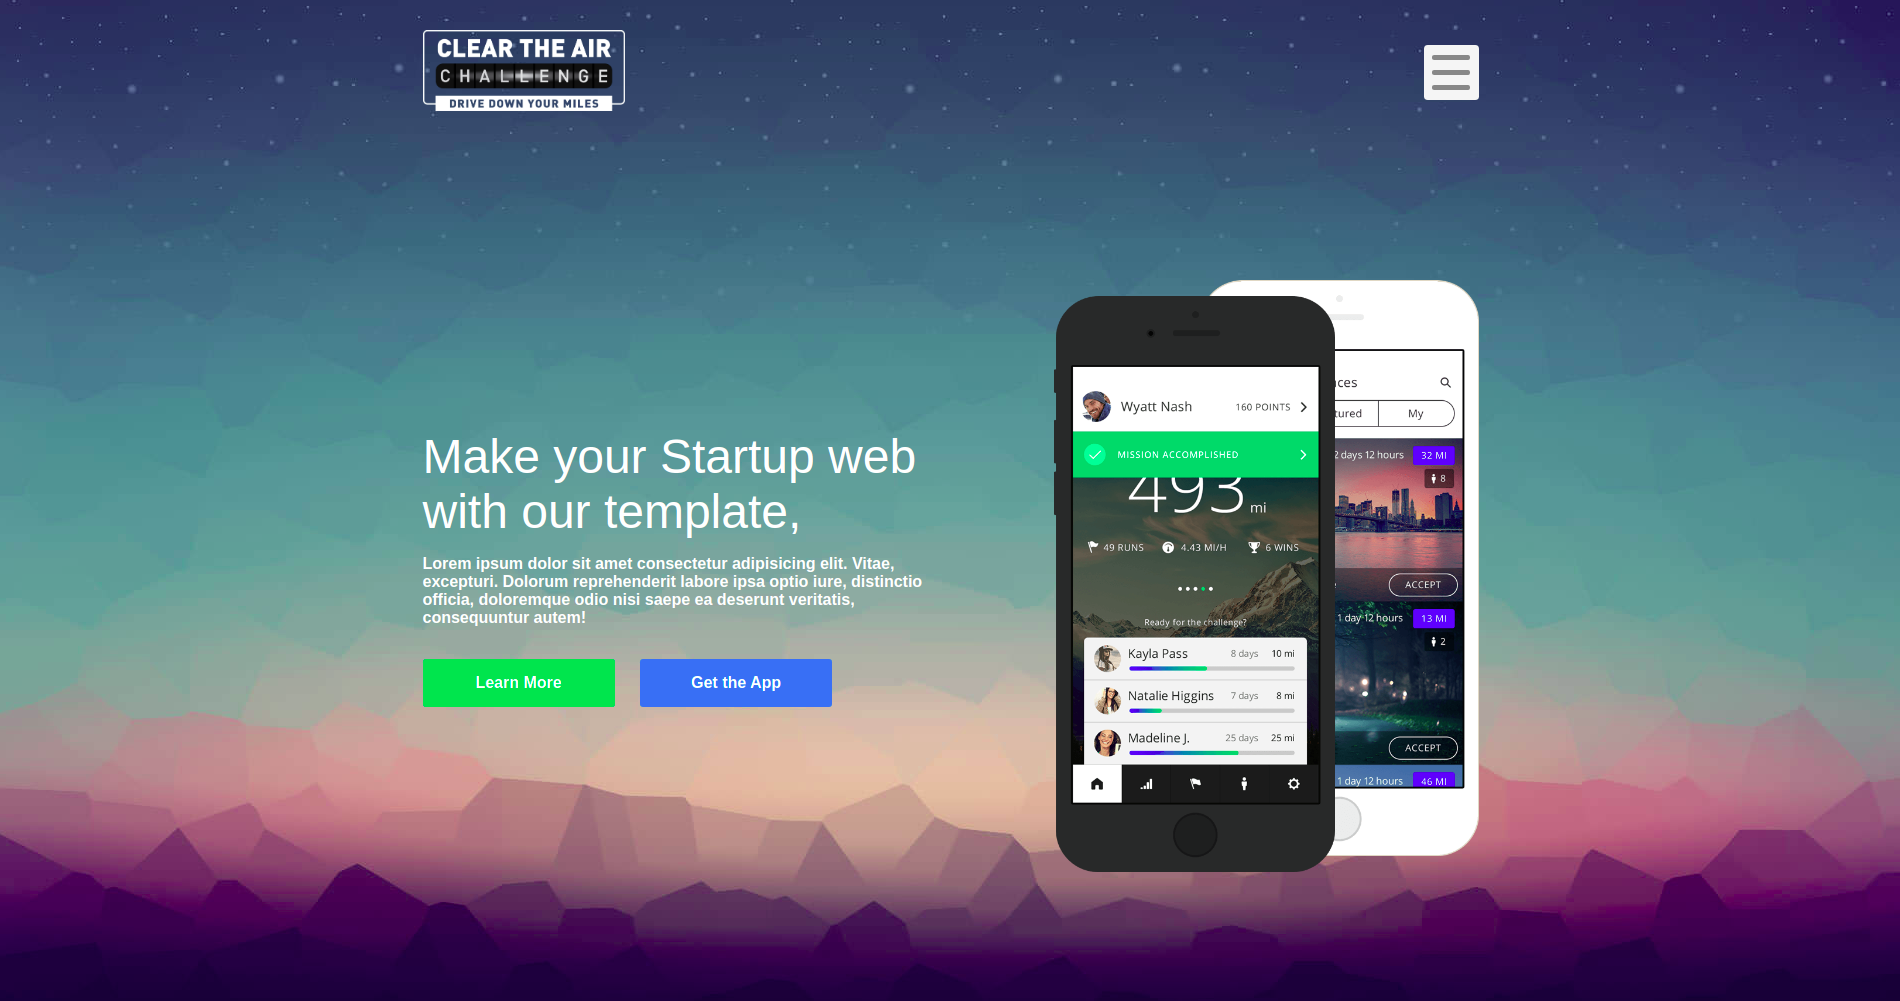 CLEAR THE AIR
CHALLENGE
DRIVE DOWN YOUR MILES
Make your Startup web
with our template,
Lorem ipsum dolor sit amet consectetur adipisicing elit. Vitae,
excepturi. Dolorum reprehenderit labore ipsa optio iure, distinctio
officia, doloremque odio nisi saepe ea deserunt veritatis,
consequuntur autem!
Learn More
Get the App
Wyatt Nash 160 POINTS
MISSION ACCOMPLISHED
493 mi
49 RUNS 4.43 MI/H 6 WINS
Ready for the challenge?
Kayla Pass 8 days 10 mi
Natalie Higgins 7 days 8 mi
Madeline J. 25 days 25 mi
ces
tured My
2 days 12 hours 32 MI
8
ACCEPT
1 day 12 hours 13 MI
2
ACCEPT
1 day 12 hours 46 MI